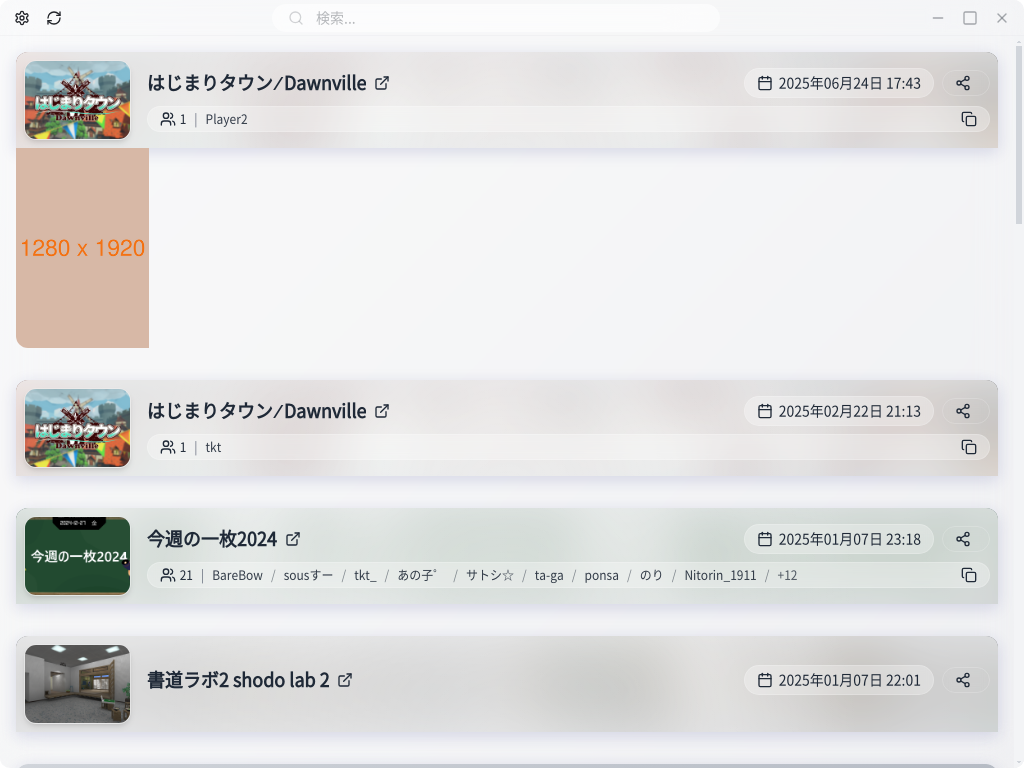 検索...
はじまりタウン⁄Dawnville
2025年06月24日 17:43
はじまりタウン
Dawnville
1 | Player2
1280 x 1920
はじまりタウン⁄Dawnville
2025年02月22日 21:13
はじまりタウン
Dawnville
1 | tkt
今週の一枚2024
2025年01月07日 23:18
今週の一枚2024
21 | BareBow / sousすー / tkt_ / あの子゜ / サトシ☆ / ta-ga / ponsa / のり / Nitorin_1911 / +12
書道ラボ2 shodo lab 2
2025年01月07日 22:01